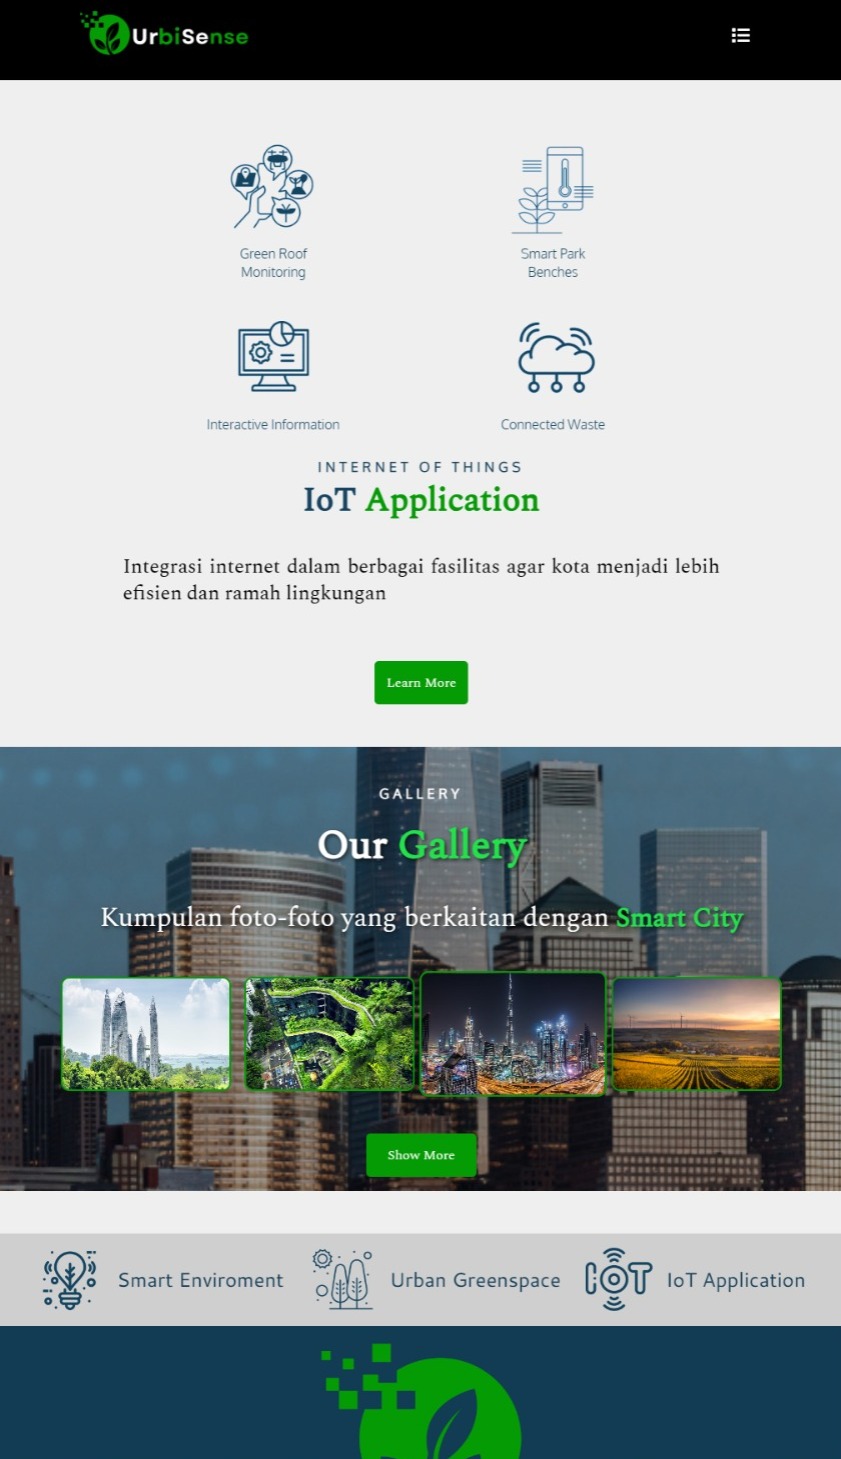 UrbiSense
Green Roof
Monitoring
Smart Park
Benches
Interactive Information
Connected Waste
INTERNET OF THINGS
IoT Application
Integrasi internet dalam berbagai fasilitas agar kota menjadi lebih
efisien dan ramah lingkungan
Learn More
GALLERY
Our Gallery
Kumpulan foto-foto yang berkaitan dengan Smart City
Show More
Smart Enviroment
Urban Greenspace
IOT
IoT Application